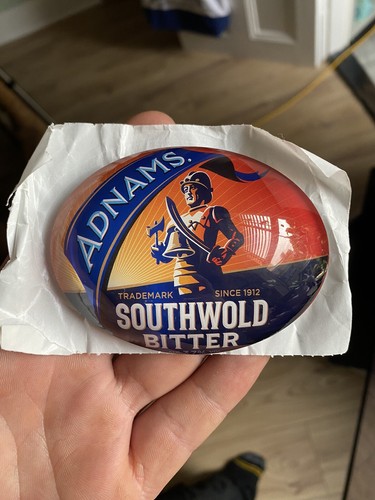 ADNAMS.
TRADEMARK SINCE 1912
SOUTHWOLD
BITTER